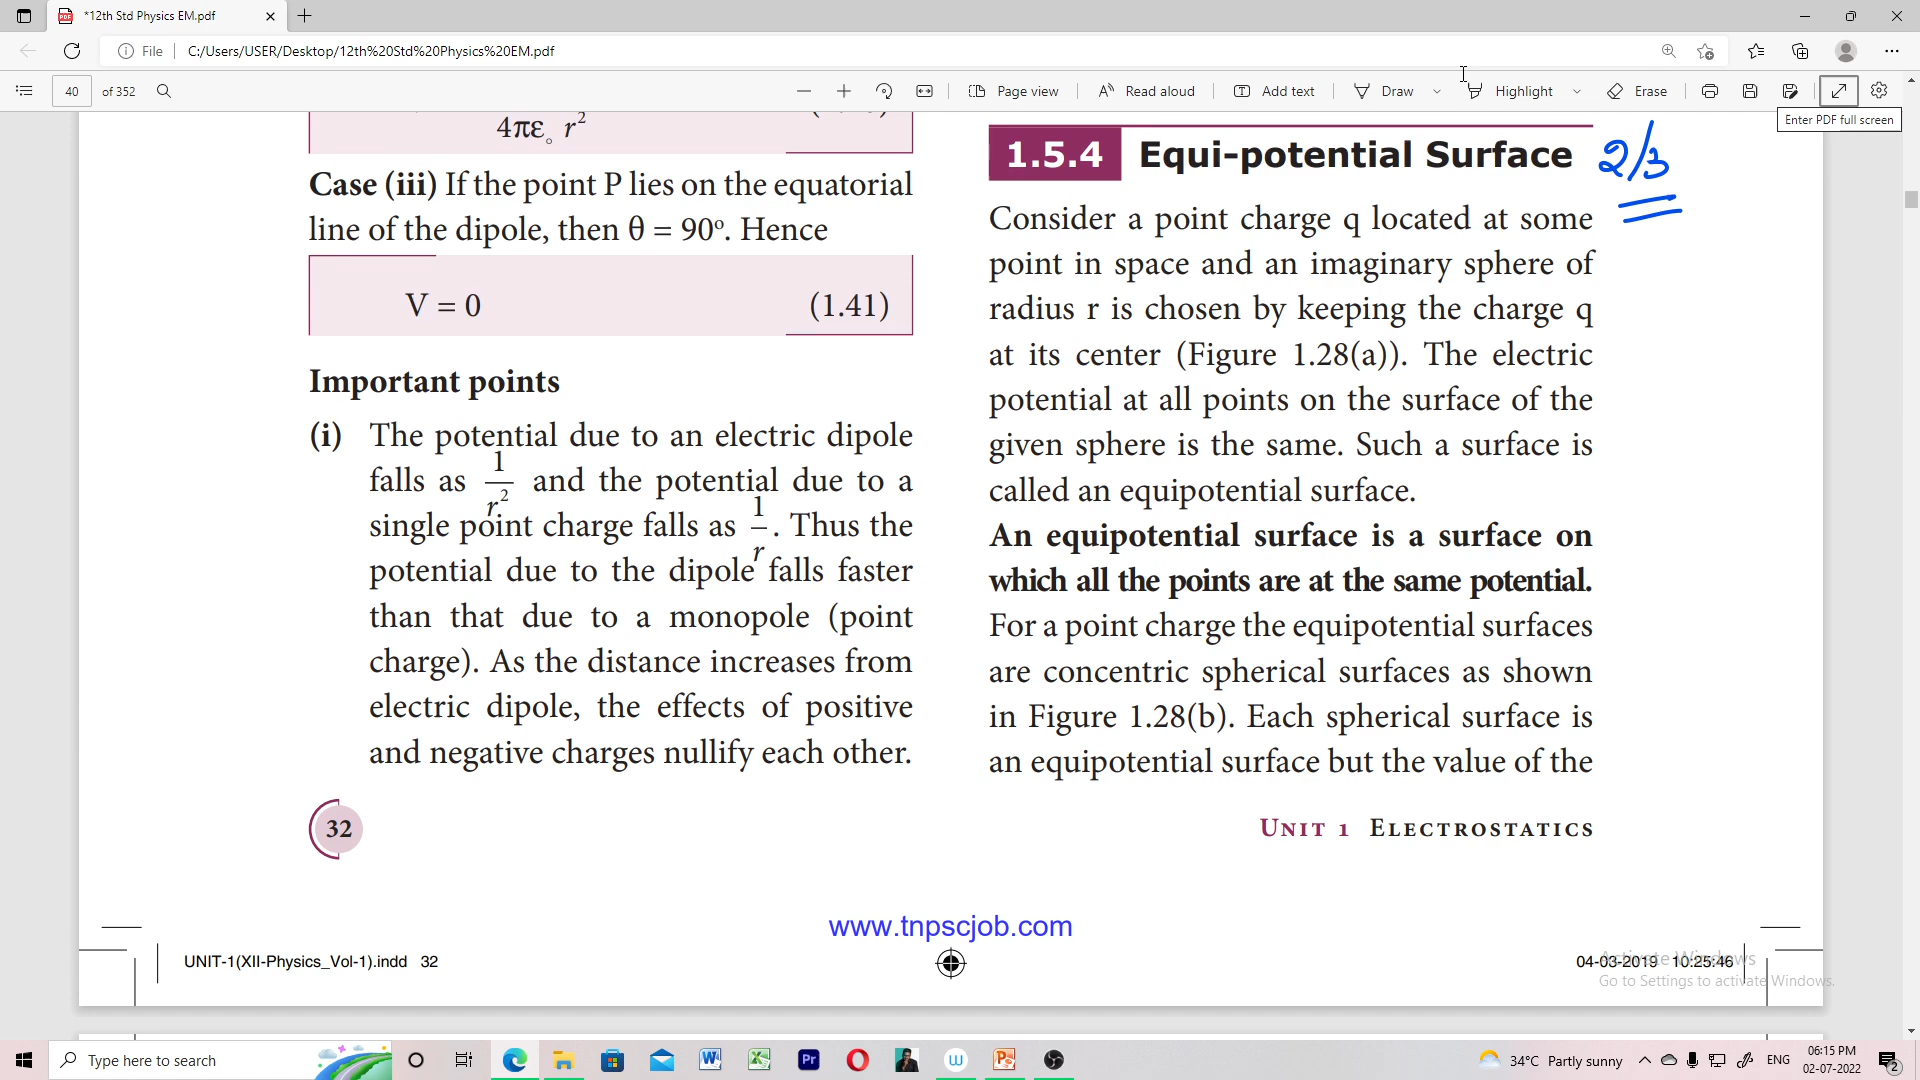 *12th Std Physics EM.pdf
File
C:/Users/USER/Desktop/12th%20Std%20Physics%20EM.pdf
40 of 352
Page view
Read aloud
Add text
Draw
Highlight
Erase
Enter PDF full screen
4πε∘ r²
Case (iii) If the point P lies on the equatorial
line of the dipole, then θ = 90º. Hence
V = 0 (1.41)
Important points
(i) The potential due to an electric dipole
falls as 1/r² and the potential due to a
single point charge falls as 1/r. Thus the
potential due to the dipole falls faster
than that due to a monopole (point
charge). As the distance increases from
electric dipole, the effects of positive
and negative charges nullify each other.
32
1.5.4 Equi-potential Surface
2/3
Consider a point charge q located at some
point in space and an imaginary sphere of
radius r is chosen by keeping the charge q
at its center (Figure 1.28(a)). The electric
potential at all points on the surface of the
given sphere is the same. Such a surface is
called an equipotential surface.
An equipotential surface is a surface on
which all the points are at the same potential.
For a point charge the equipotential surfaces
are concentric spherical surfaces as shown
in Figure 1.28(b). Each spherical surface is
an equipotential surface but the value of the
UNIT 1 ELECTROSTATICS
www.tnpscjob.com
UNIT-1(XII-Physics_Vol-1).indd 32
04-03-2019 10:25:46
Activate Windows
Go to Settings to activate Windows.
Type here to search
34°C Partly sunny
ENG
06:15 PM
02-07-2022
2